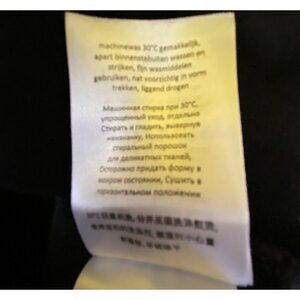 machinewas 30°C gemakkelijk,
apart binnenstebuiten wassen en
strijken, fijn wasmiddelen
gebruiken, nat voorzichtig in vorm
trekken, liggend drogen
Машинная стирка при 30°C,
упрощенный уход, отдельно
Стирать и гладить, вывернув
наизнанку, Использовать
стиральный порошок
для деликатных тканей,
Осторожно придать форму в
мокром состоянии, Сушить в
горизонтальном положении
30°C